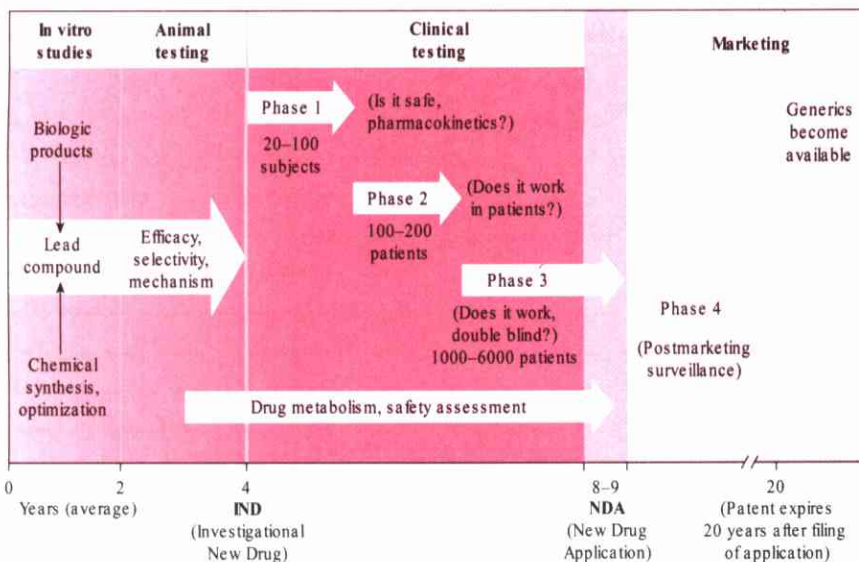 In vitro
studies
Animal
testing
Clinical
testing
Marketing
Biologic
products
Lead
compound
Chemical
synthesis,
optimization
Efficacy,
selectivity,
mechanism
Phase 1
20–100
subjects
(Is it safe,
pharmacokinetics?)
Phase 2
100–200
patients
(Does it work
in patients?)
Phase 3
(Does it work,
double blind?)
1000–6000 patients
Drug metabolism, safety assessment
Phase 4
(Postmarketing
surveillance)
Generics
become
available
0
2
4
8–9
20
Years (average)
IND
(Investigational
New Drug)
NDA
(New Drug
Application)
(Patent expires
20 years after filing
of application)